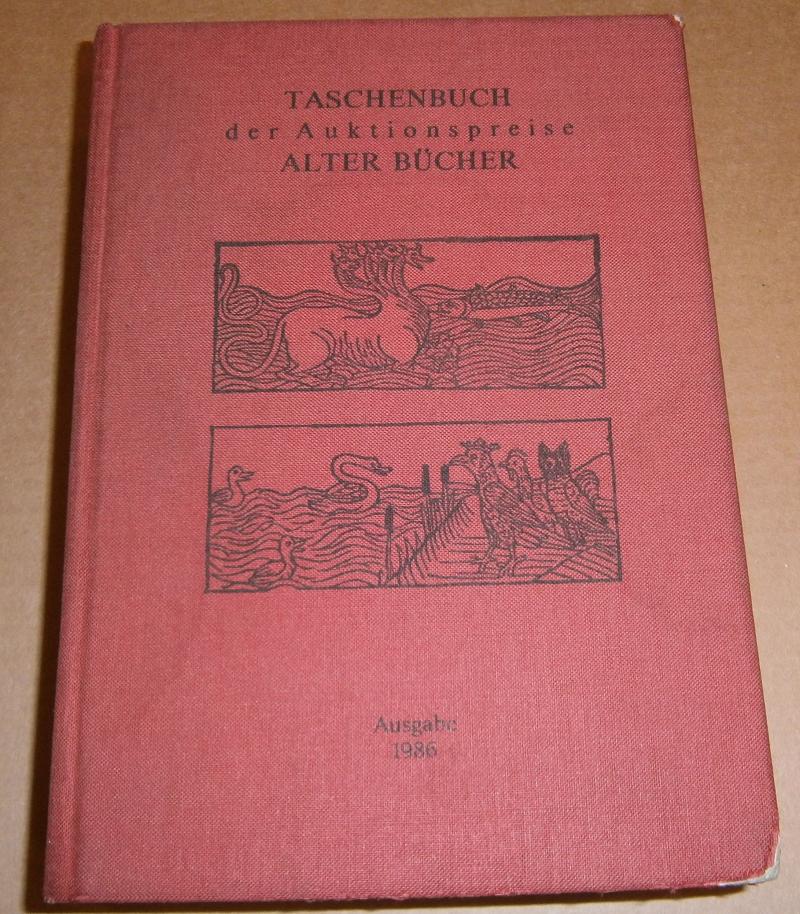 TASCHENBUCH
der Auktionspreise
ALTER BÜCHER
Ausgabe
1986